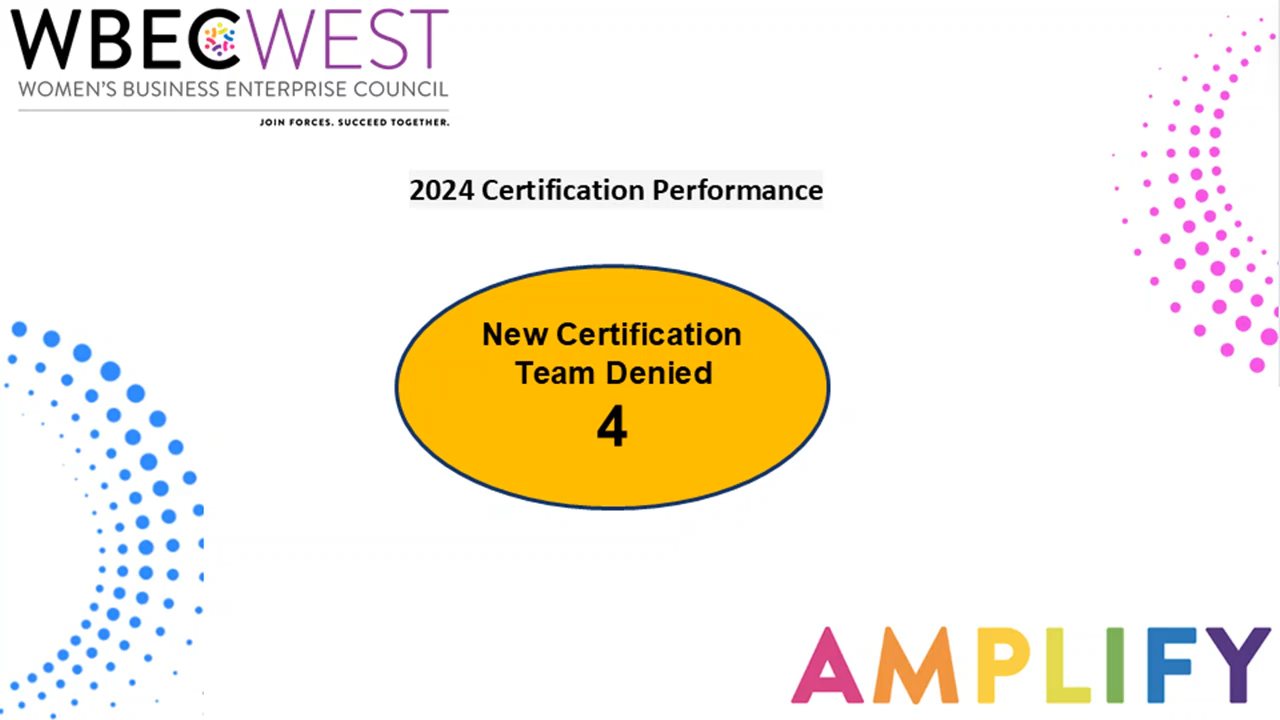 WBECWEST
WOMEN'S BUSINESS ENTERPRISE COUNCIL
JOIN FORCES. SUCCEED TOGETHER.
2024 Certification Performance
New Certification
Team Denied
4
AMPLIFY